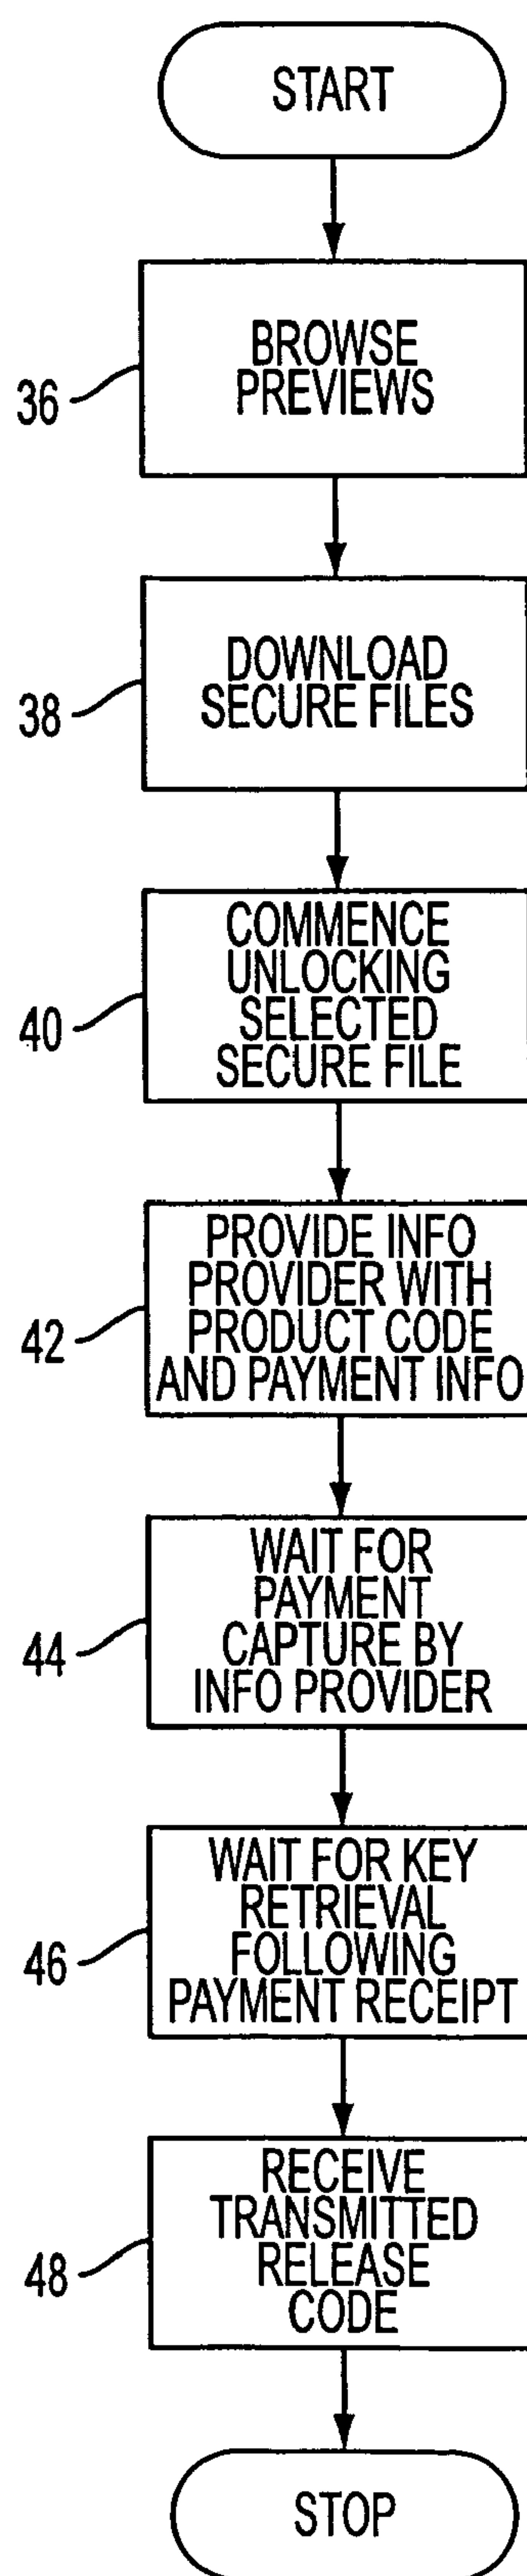 START
BROWSE
PREVIEWS
36
DOWNLOAD
SECURE FILES
38
COMMENCE
UNLOCKING
SELECTED
SECURE FILE
40
PROVIDE INFO
PROVIDER WITH
PRODUCT CODE
AND PAYMENT INFO
42
WAIT FOR
PAYMENT
CAPTURE BY
INFO PROVIDER
44
WAIT FOR KEY
RETRIEVAL
FOLLOWING
PAYMENT RECEIPT
46
RECEIVE
TRANSMITTED
RELEASE
CODE
48
STOP